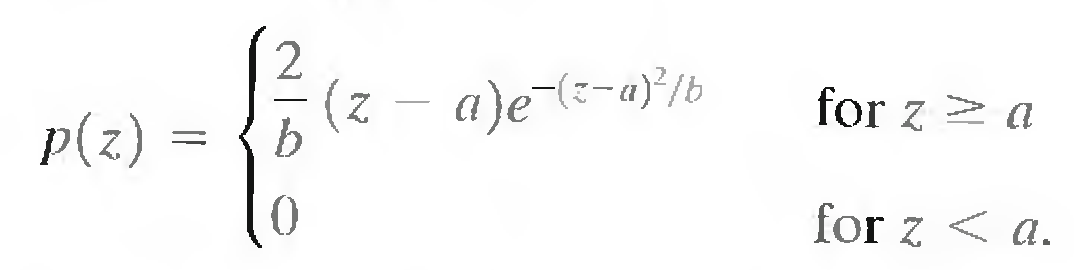 p(z) = { 2/b (z − a)e^{−(z−a)²/b} for z ≥ a
0 for z < a.